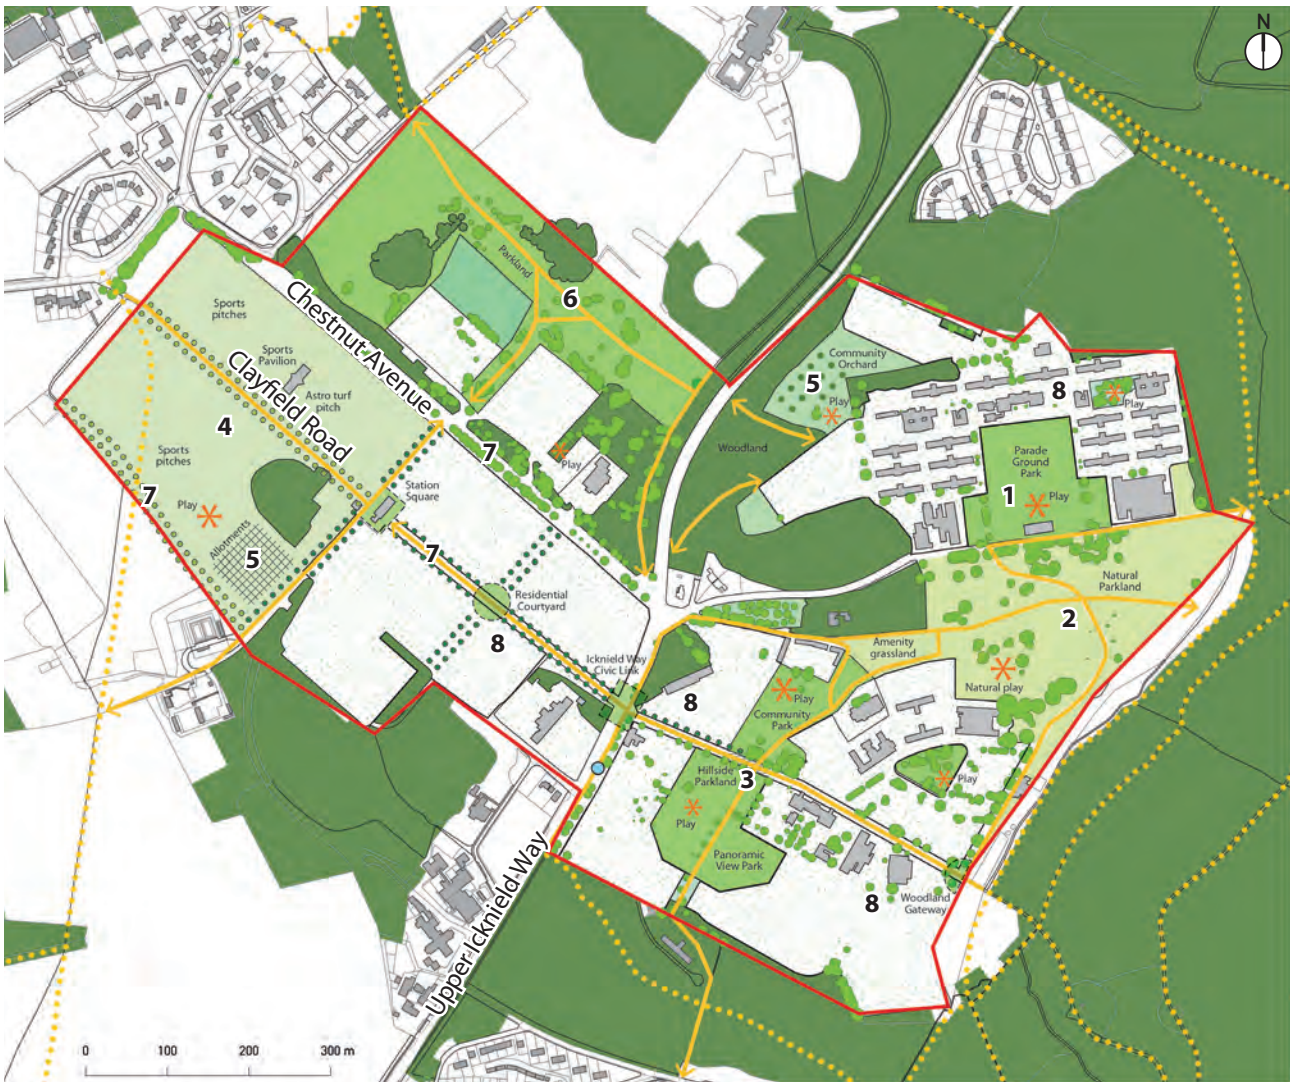 N
Sports
pitches
Chestnut Avenue
Parkland
6
Sports
Pavilion
Clayfield Road
Astro turf
pitch
4
Community
Orchard
5
Play
8
Play
Woodland
Parade
Ground
Park
1
Play
Sports
pitches
7
Play
7
Play
Station
Square
Allotments
5
7
Residential
Courtyard
8
Natural
Parkland
2
Amenity
grassland
Natural play
Icknield Way
Civic Link
8
Play
Community
Park
Hillside
Parkland
3
Play
Play
Panoramic
View Park
8
Woodland
Gateway
Upper Icknield Way
0 100 200 300 m